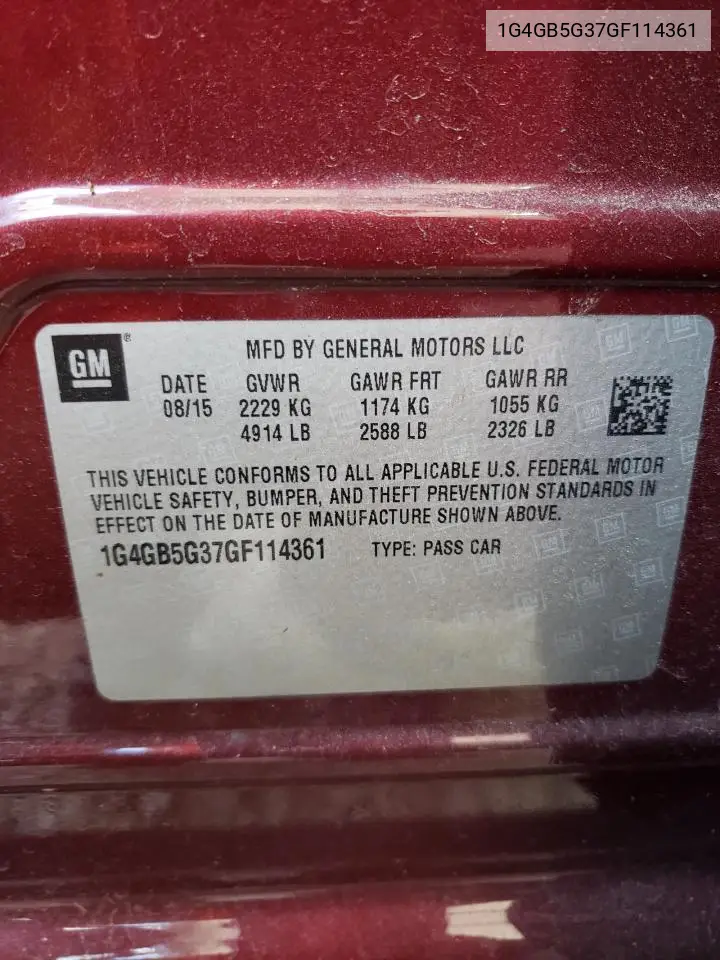 1G4GB5G37GF114361
GM ®
MFD BY GENERAL MOTORS LLC
DATE GVWR GAWR FRT GAWR RR
08/15 2229 KG 1174 KG 1055 KG
4914 LB 2588 LB 2326 LB
THIS VEHICLE CONFORMS TO ALL APPLICABLE U.S. FEDERAL MOTOR
VEHICLE SAFETY, BUMPER, AND THEFT PREVENTION STANDARDS IN
EFFECT ON THE DATE OF MANUFACTURE SHOWN ABOVE.
1G4GB5G37GF114361 TYPE: PASS CAR